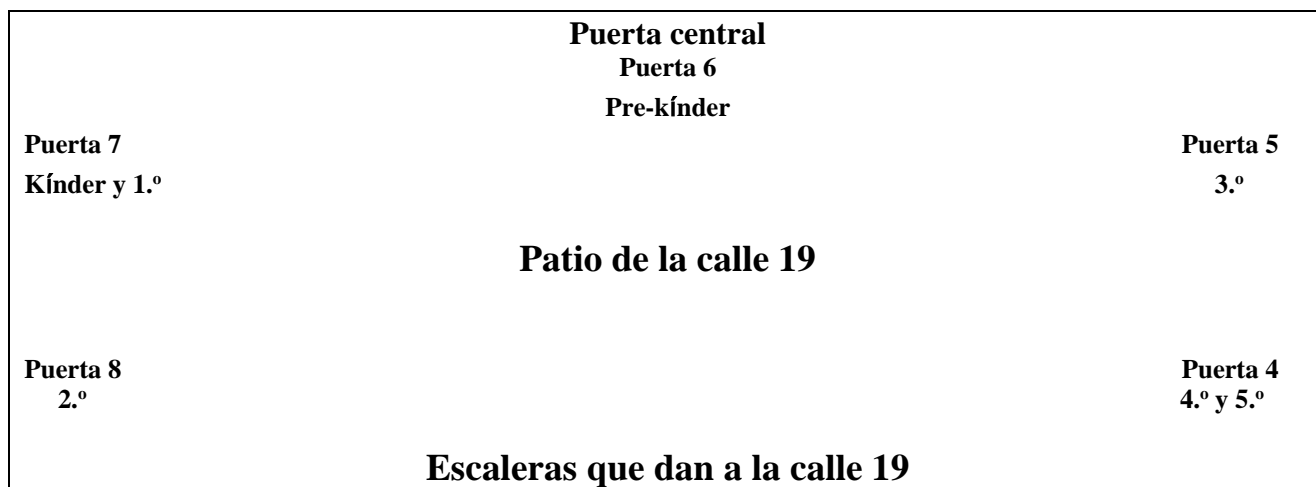 Puerta central
Puerta 6
Pre-kínder
Puerta 7 Puerta 5
Kínder y 1.º 3.º
Patio de la calle 19
Puerta 8 Puerta 4
2.º 4.º y 5.º
Escaleras que dan a la calle 19